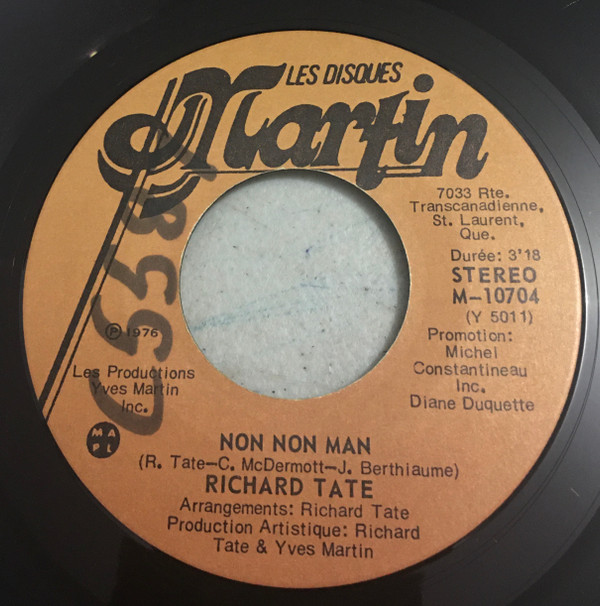 LES DISQUES
Martin
7033 Rte.
Transcanadienne,
St. Laurent,
Que.
Durée: 3'18
STEREO
M-10704
(Y 5011)
Promotion:
Michel
Constantineau
Inc.
Diane Duquette
℗ 1976
Les Productions
Yves Martin
Inc.
M A
P L
NON NON MAN
(R. Tate-C. McDermott-J. Berthiaume)
RICHARD TATE
Arrangements: Richard Tate
Production Artistique: Richard
Tate & Yves Martin